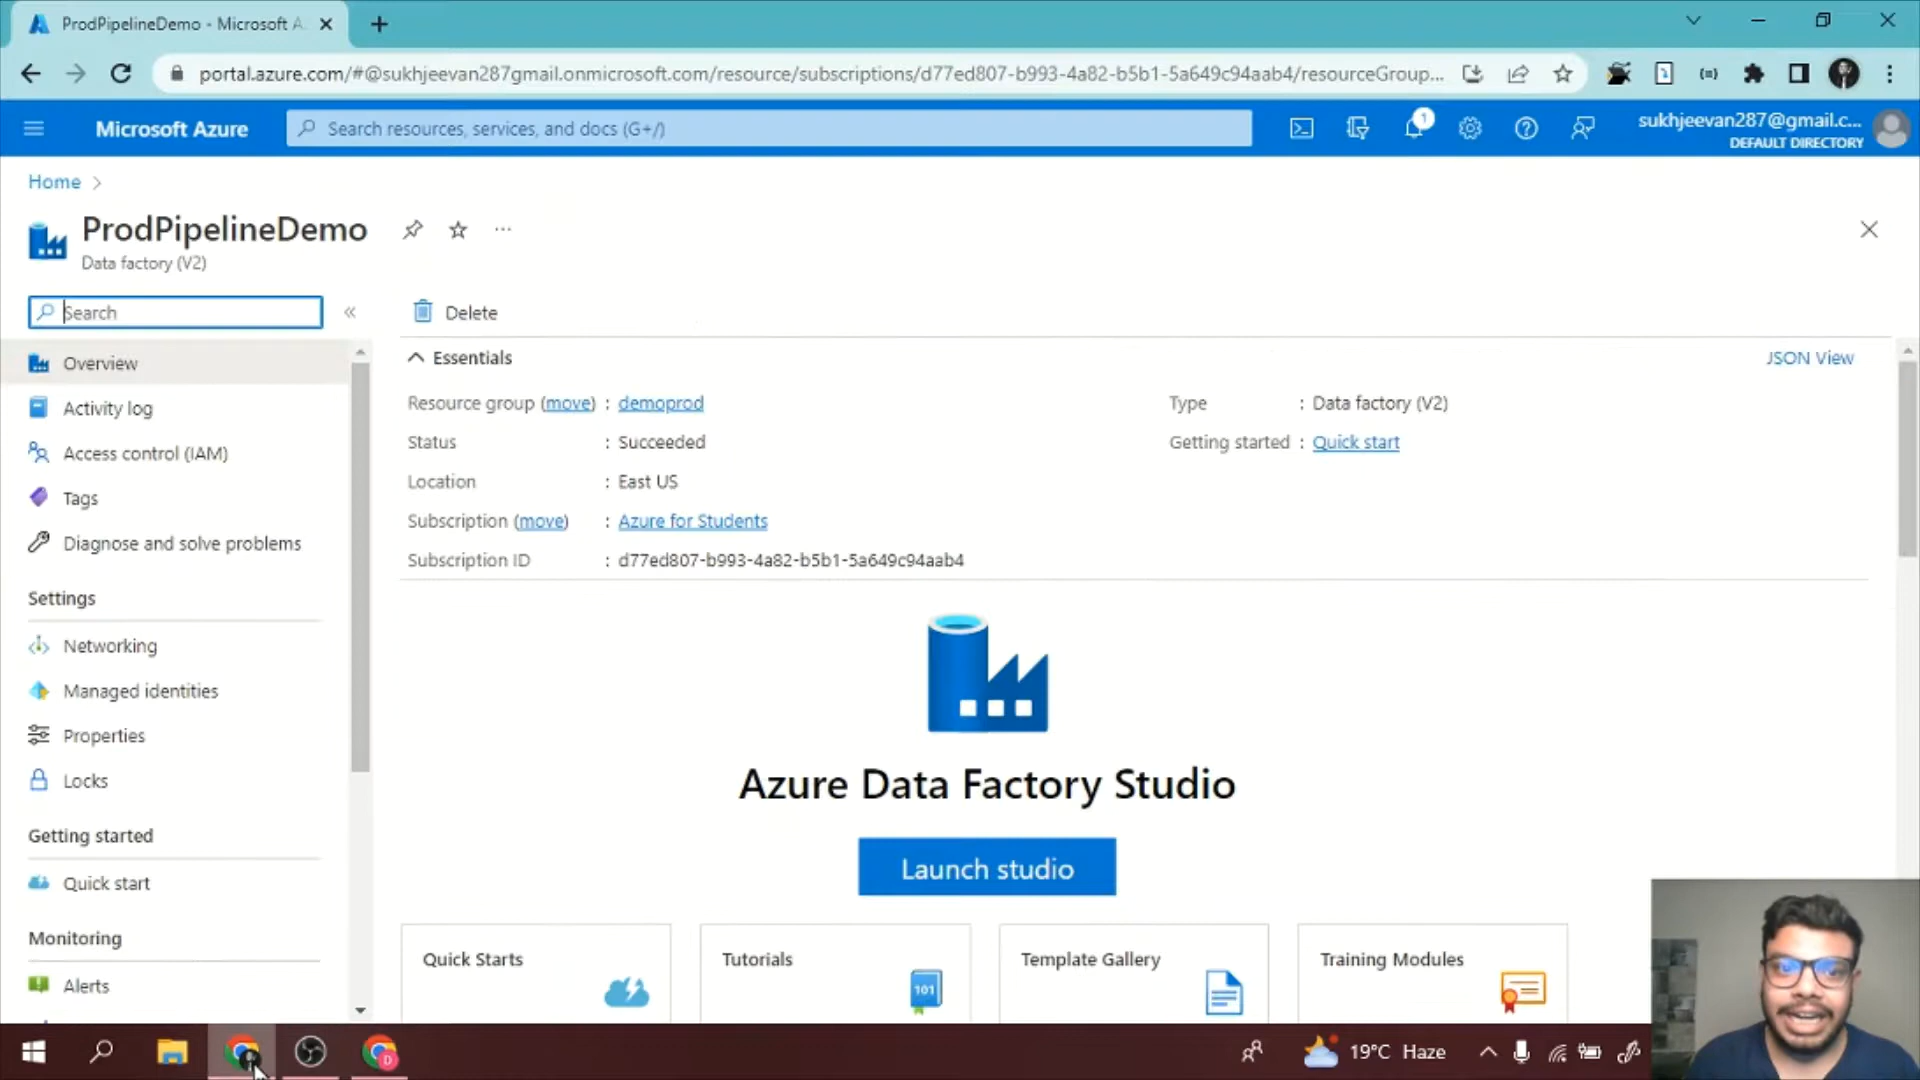 ProdPipelineDemo - Microsoft A
portal.azure.com/#@sukhjeevan287gmail.onmicrosoft.com/resource/subscriptions/d77ed807-b993-4a82-b5b1-5a649c94aab4/resourceGroup...
Microsoft Azure
Search resources, services, and docs (G+/)
1
sukhjeevan287@gmail.c...
DEFAULT DIRECTORY
Home
ProdPipelineDemo
Data factory (V2)
Search
Delete
Overview
Activity log
Access control (IAM)
Tags
Diagnose and solve problems
Settings
Networking
Managed identities
Properties
Locks
Getting started
Quick start
Monitoring
Alerts
Essentials
JSON View
Resource group (move) : demoprod
Status : Succeeded
Location : East US
Subscription (move) : Azure for Students
Subscription ID : d77ed807-b993-4a82-b5b1-5a649c94aab4
Type : Data factory (V2)
Getting started : Quick start
Azure Data Factory Studio
Launch studio
Quick Starts
Tutorials
101
Template Gallery
Training Modules
D
19°C Haze